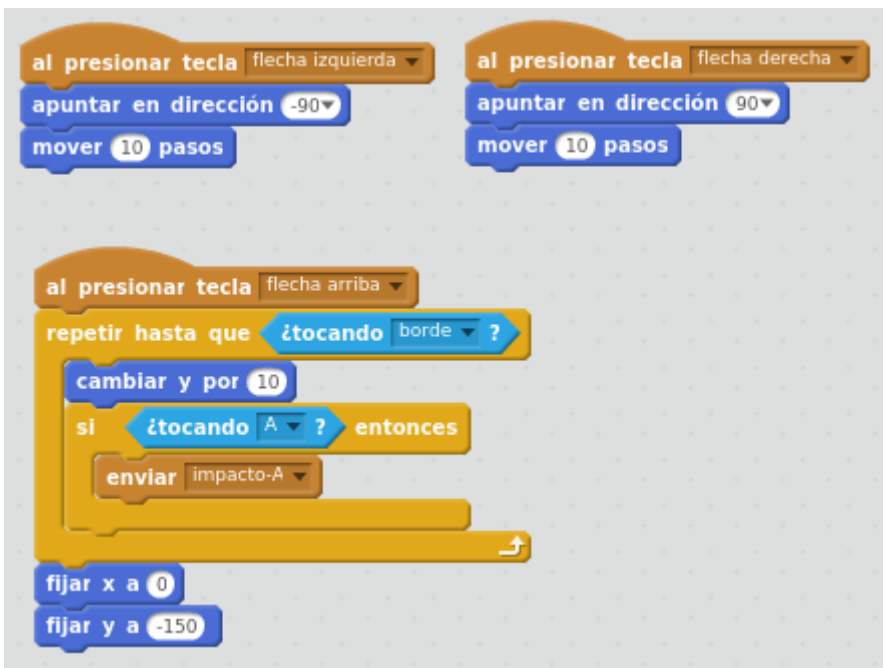 al presionar tecla flecha izquierda
apuntar en dirección -90
mover 10 pasos
al presionar tecla flecha derecha
apuntar en dirección 90
mover 10 pasos
al presionar tecla flecha arriba
repetir hasta que ¿tocando borde ?
cambiar y por 10
si ¿tocando A ? entonces
enviar impacto-A
fijar x a 0
fijar y a -150